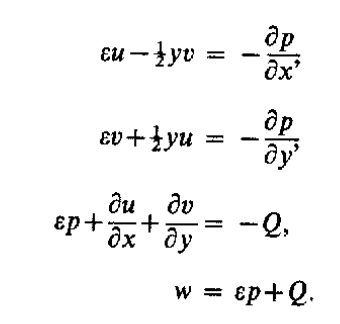 εu − ½yv = −∂p/∂x,
εv + ½yu = −∂p/∂y,
εp + ∂u/∂x + ∂v/∂y = −Q,
w = εp + Q.